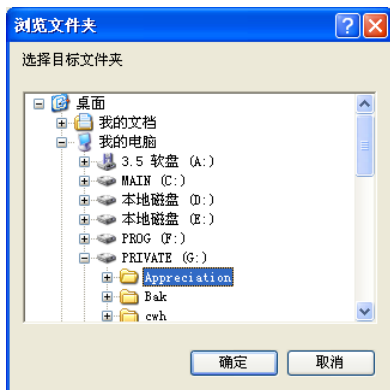 浏览文件夹
选择目标文件夹
桌面
我的文档
我的电脑
3.5 软盘 (A:)
MAIN (C:)
本地磁盘 (D:)
本地磁盘 (E:)
PROG (F:)
PRIVATE (G:)
Appreciation
Bak
cwh
确定 取消